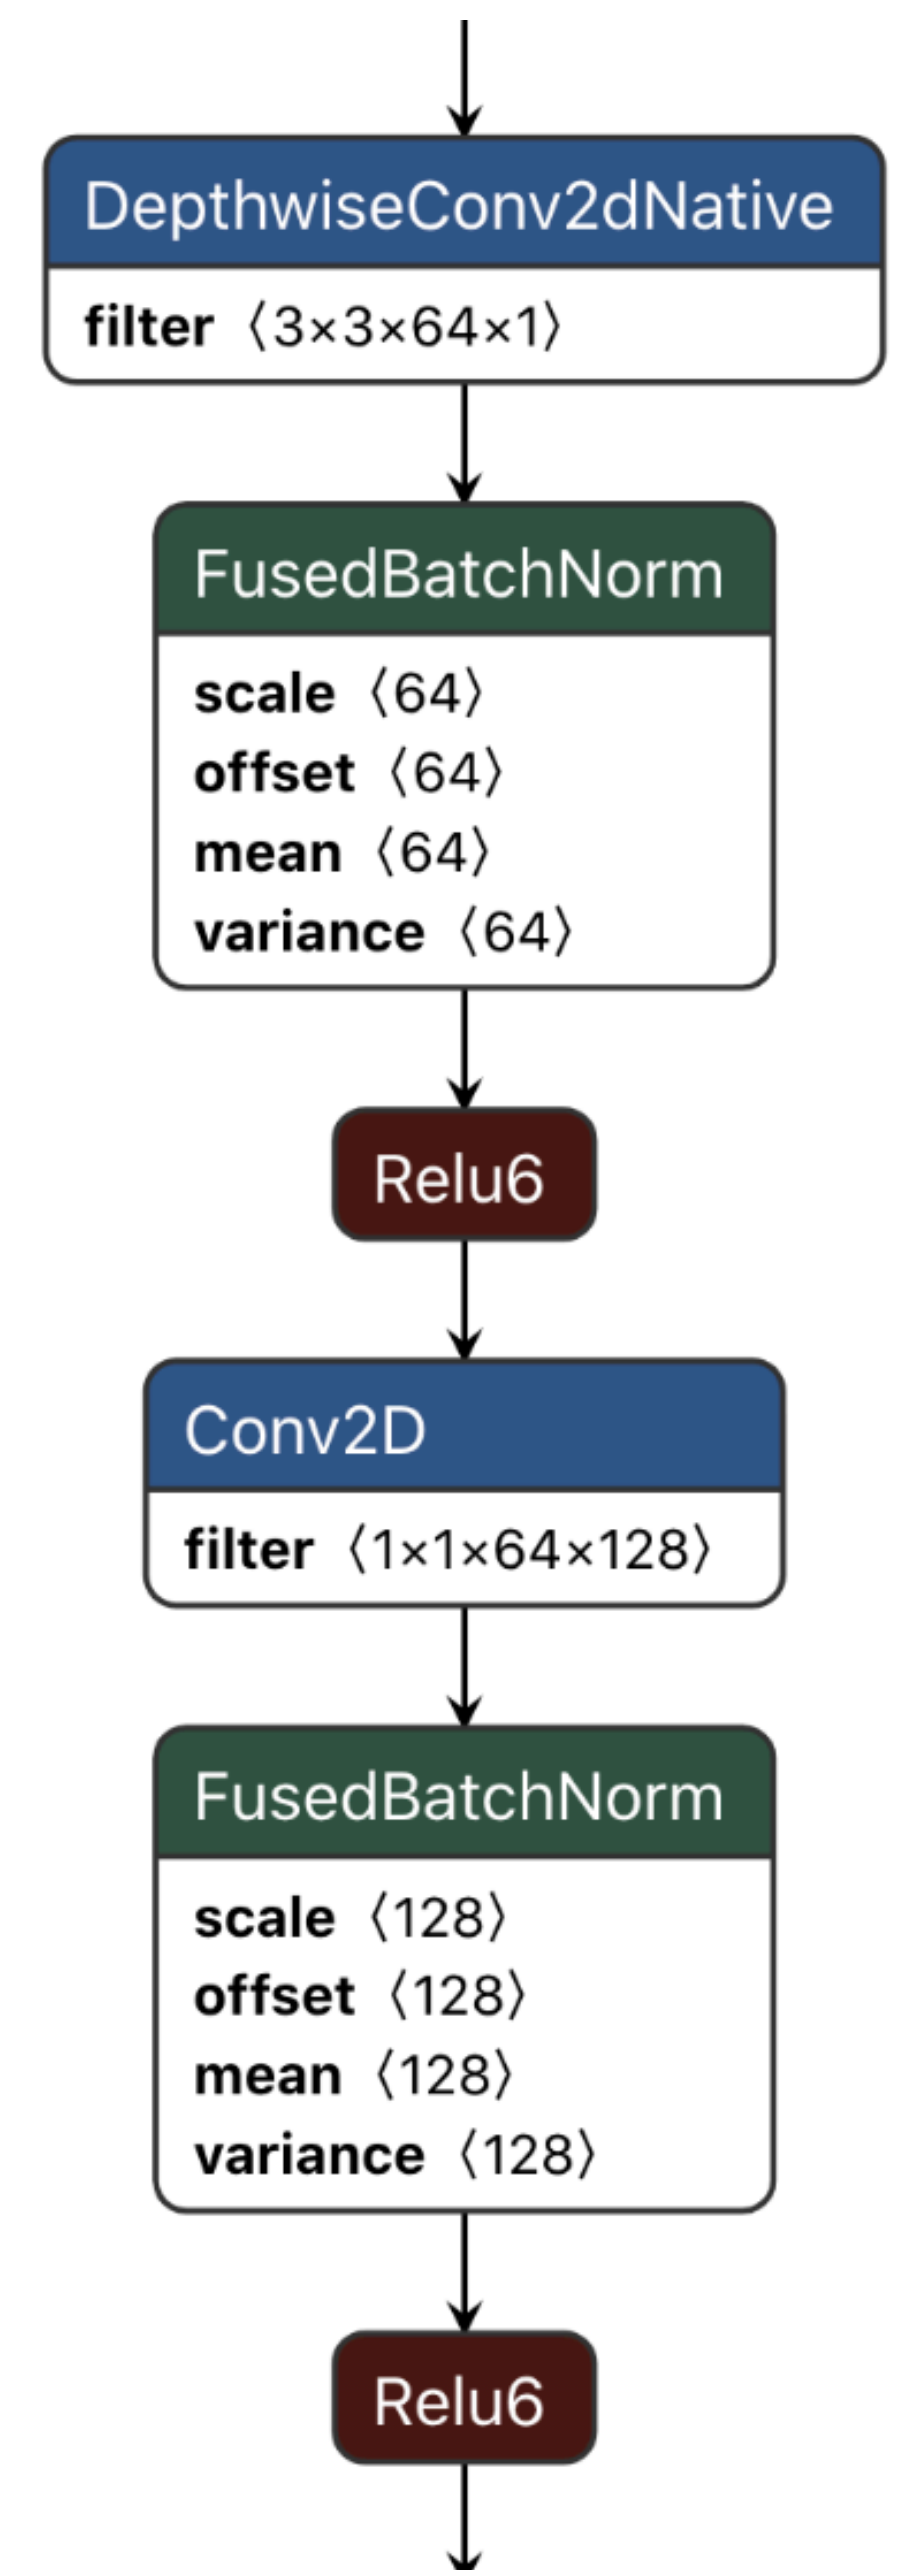 DepthwiseConv2dNative
filter ⟨3×3×64×1⟩
FusedBatchNorm
scale ⟨64⟩
offset ⟨64⟩
mean ⟨64⟩
variance ⟨64⟩
Relu6
Conv2D
filter ⟨1×1×64×128⟩
FusedBatchNorm
scale ⟨128⟩
offset ⟨128⟩
mean ⟨128⟩
variance ⟨128⟩
Relu6